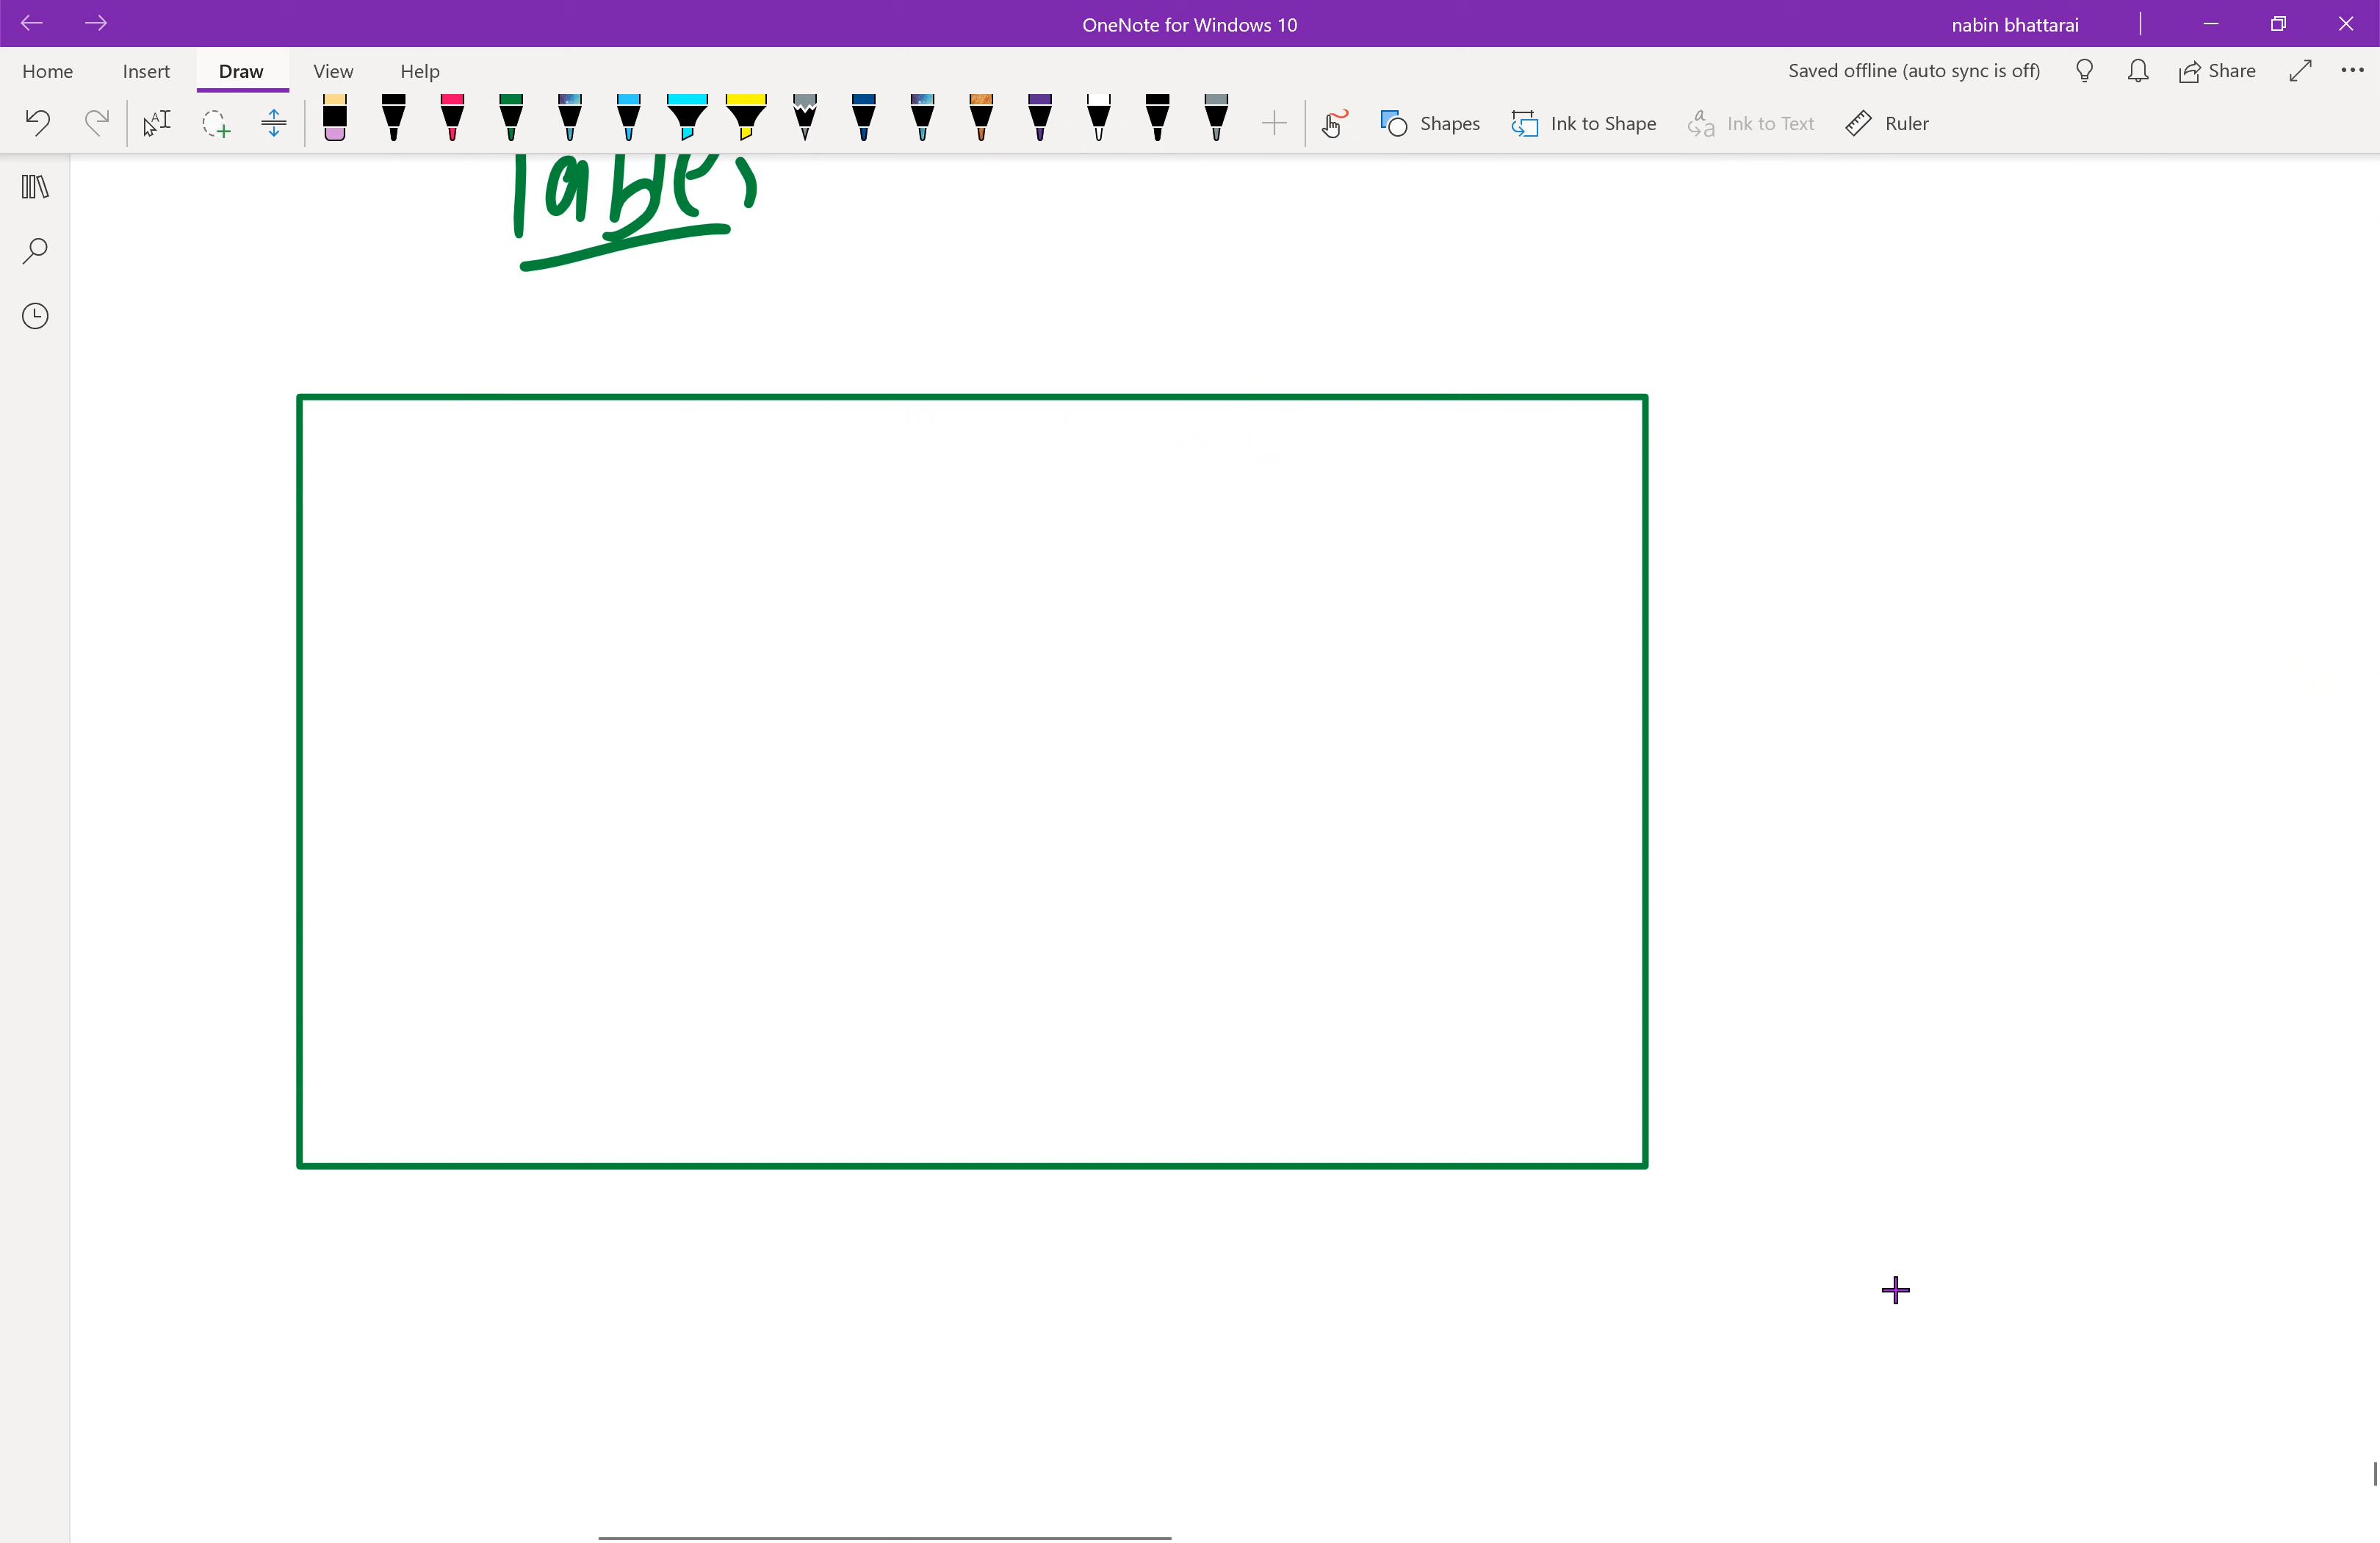 OneNote for Windows 10
nabin bhattarai
Home Insert Draw View Help
Saved offline (auto sync is off)
Share
Shapes
Ink to Shape
Ink to Text
Ruler